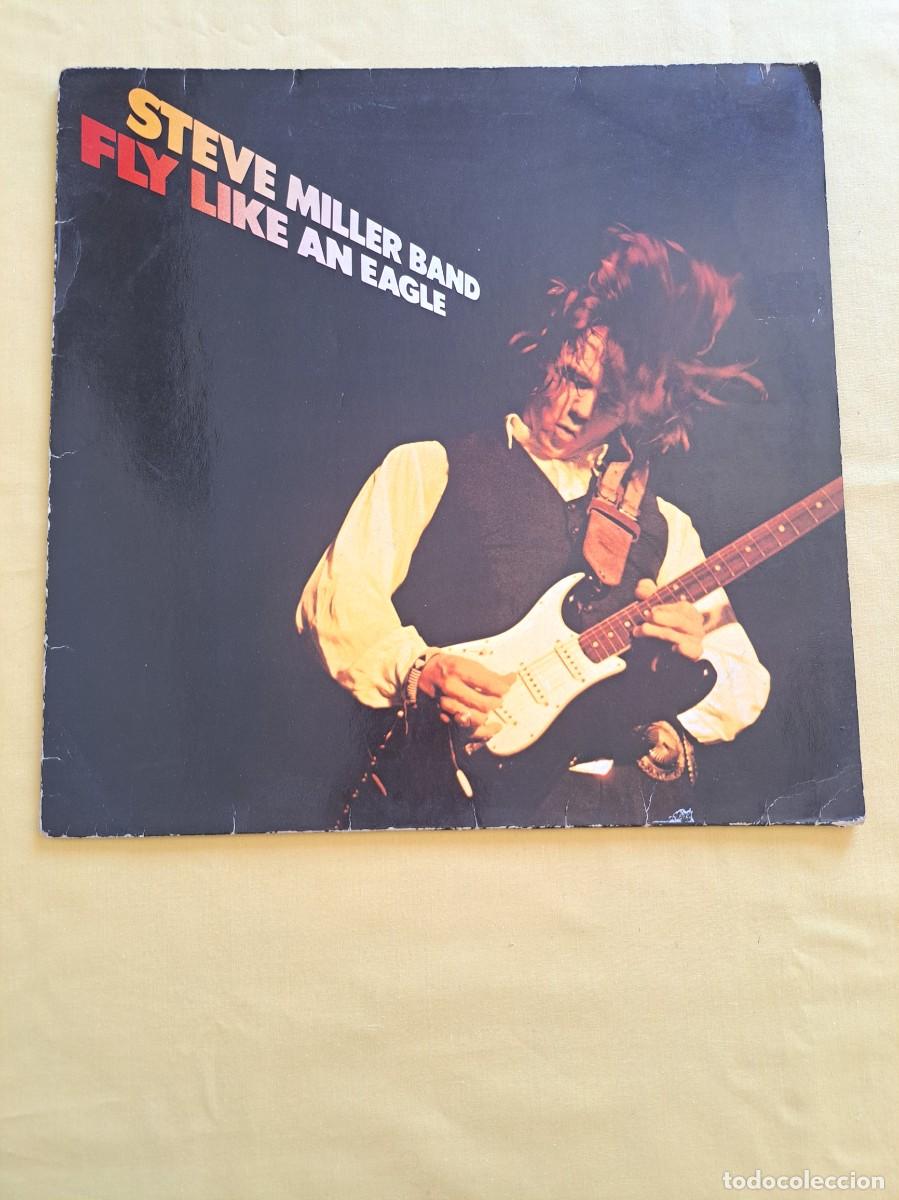 STEVE MILLER BAND
FLY LIKE AN EAGLE
todocoleccion